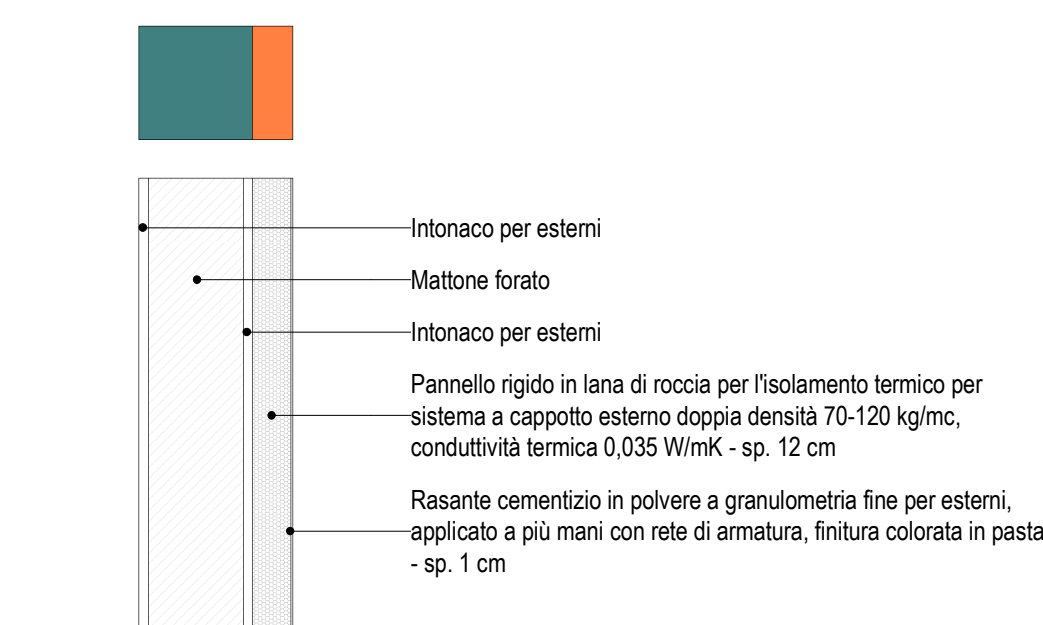 Intonaco per esterni
Mattone forato
Intonaco per esterni
Pannello rigido in lana di roccia per l'isolamento termico per
sistema a cappotto esterno doppia densità 70-120 kg/mc,
conduttività termica 0,035 W/mK - sp. 12 cm
Rasante cementizio in polvere a granulometria fine per esterni,
applicato a più mani con rete di armatura, finitura colorata in pasta
- sp. 1 cm